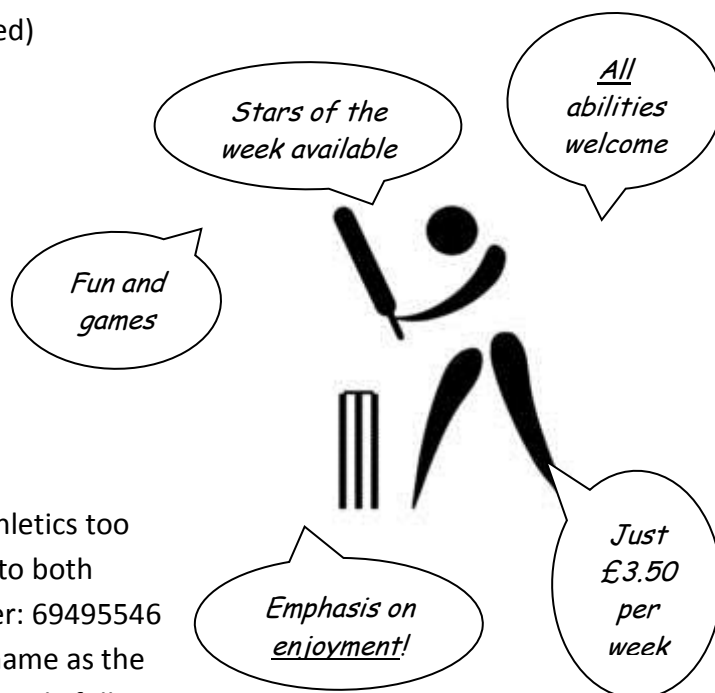 ed)
All
abilities
welcome
Stars of the
week available
Fun and
games
hletics too
to both
er: 69495546
name as the
Just
£3.50
per
week
Emphasis on
enjoyment!